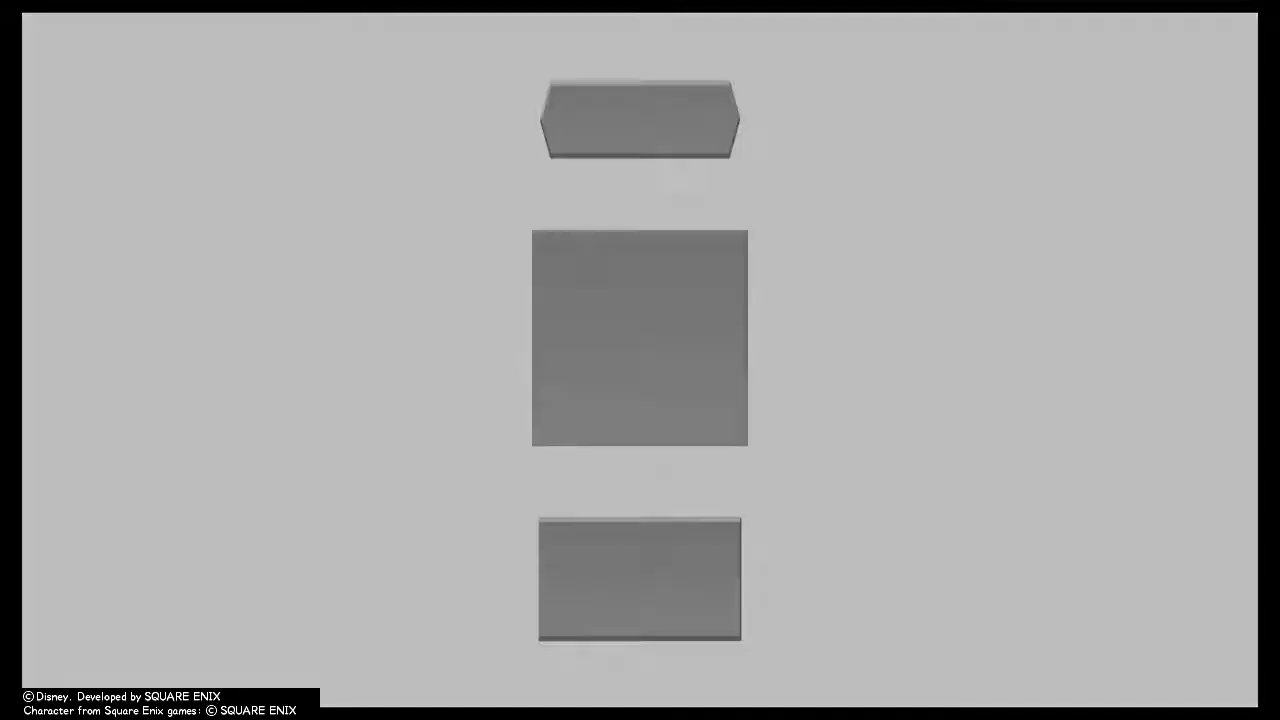 © Disney. Developed by SQUARE ENIX
Character from Square Enix games: © SQUARE ENIX